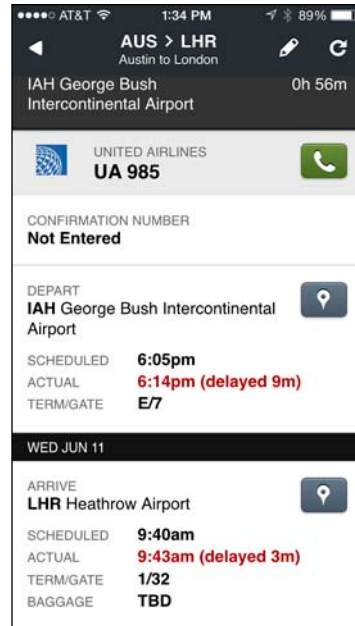 AT&T 1:34 PM 89%
AUS > LHR
Austin to London
IAH George Bush 0h 56m
Intercontinental Airport
UNITED AIRLINES
UA 985
CONFIRMATION NUMBER
Not Entered
DEPART
IAH George Bush Intercontinental
Airport
SCHEDULED 6:05pm
ACTUAL 6:14pm (delayed 9m)
TERM/GATE E/7
WED JUN 11
ARRIVE
LHR Heathrow Airport
SCHEDULED 9:40am
ACTUAL 9:43am (delayed 3m)
TERM/GATE 1/32
BAGGAGE TBD